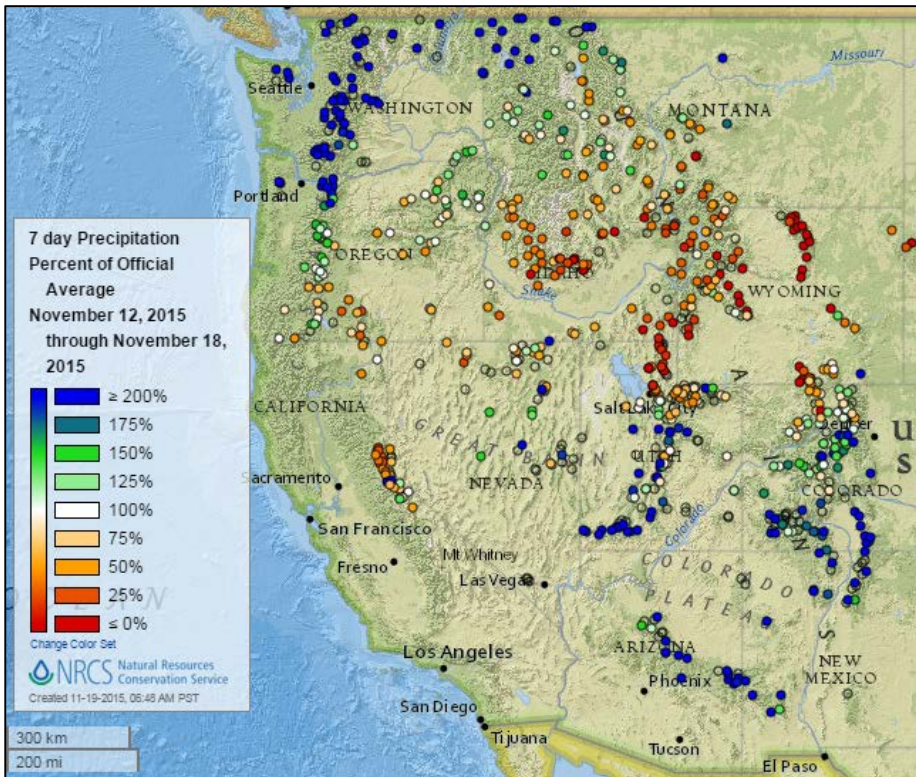 Missouri
Seattle
WASHINGTON
MONTANA
Portland
OREGON
IDAHO
Snake
WYOMING
7 day Precipitation
Percent of Official
Average
November 12, 2015
through November 18,
2015
≥ 200%
175%
150%
125%
100%
75%
50%
25%
≤ 0%
Change Color Set
NRCS Natural Resources
Conservation Service
Created 11-19-2015, 06:48 AM PST
CALIFORNIA
GREAT BASIN
Salt Lake City
Denver
U
S
UTAH
NEVADA
COLORADO
Sacramento
San Francisco
Fresno
Mt Whitney
Las Vegas
Colorado
COLORADO
PLATEAU
Los Angeles
ARIZONA
NEW
MEXICO
Phoenix
San Diego
Tijuana
Tucson
El Paso
300 km
200 mi